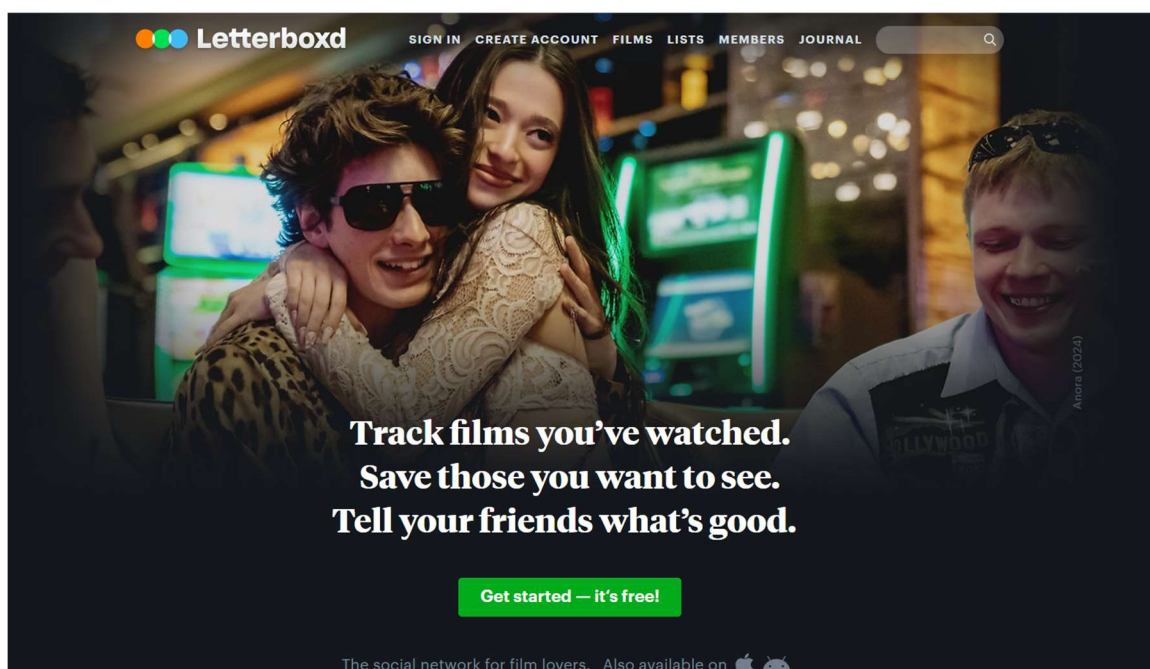 Letterboxd
SIGN IN CREATE ACCOUNT FILMS LISTS MEMBERS JOURNAL
Anora (2024)
Track films you’ve watched.
Save those you want to see.
Tell your friends what’s good.
Get started — it’s free!
The social network for film lovers. Also available on